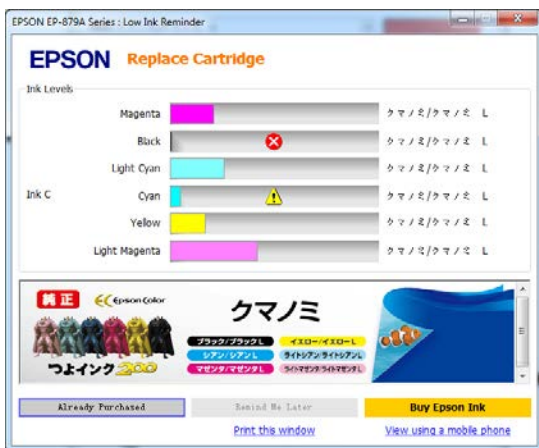 EPSON EP-879A Series : Low Ink Reminder
EPSON Replace Cartridge
Ink Levels
Magenta クマノミ/クマノミ L
Black クマノミ/クマノミ L
Light Cyan クマノミ/クマノミ L
Ink C Cyan クマノミ/クマノミ L
Yellow クマノミ/クマノミ L
Light Magenta クマノミ/クマノミ L
純正 Epson Color
つよインク200
クマノミ
ブラック/ブラックL イエロー/イエローL
シアン/シアンL ライトシアン/ライトシアンL
マゼンタ/マゼンタL ライトマゼンタ/ライトマゼンタL
Already Purchased Remind Me Later Buy Epson Ink
Print this window View using a mobile phone